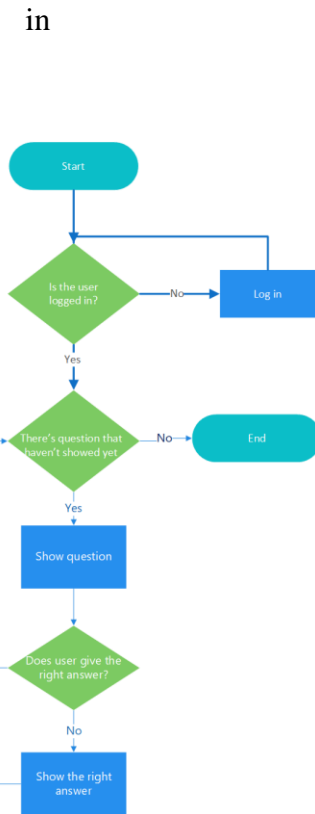 in
Start
Is the user
logged in?
No
Log in
Yes
There's question that
haven't showed yet
No
End
Yes
Show question
Does user give the
right answer?
No
Show the right
answer